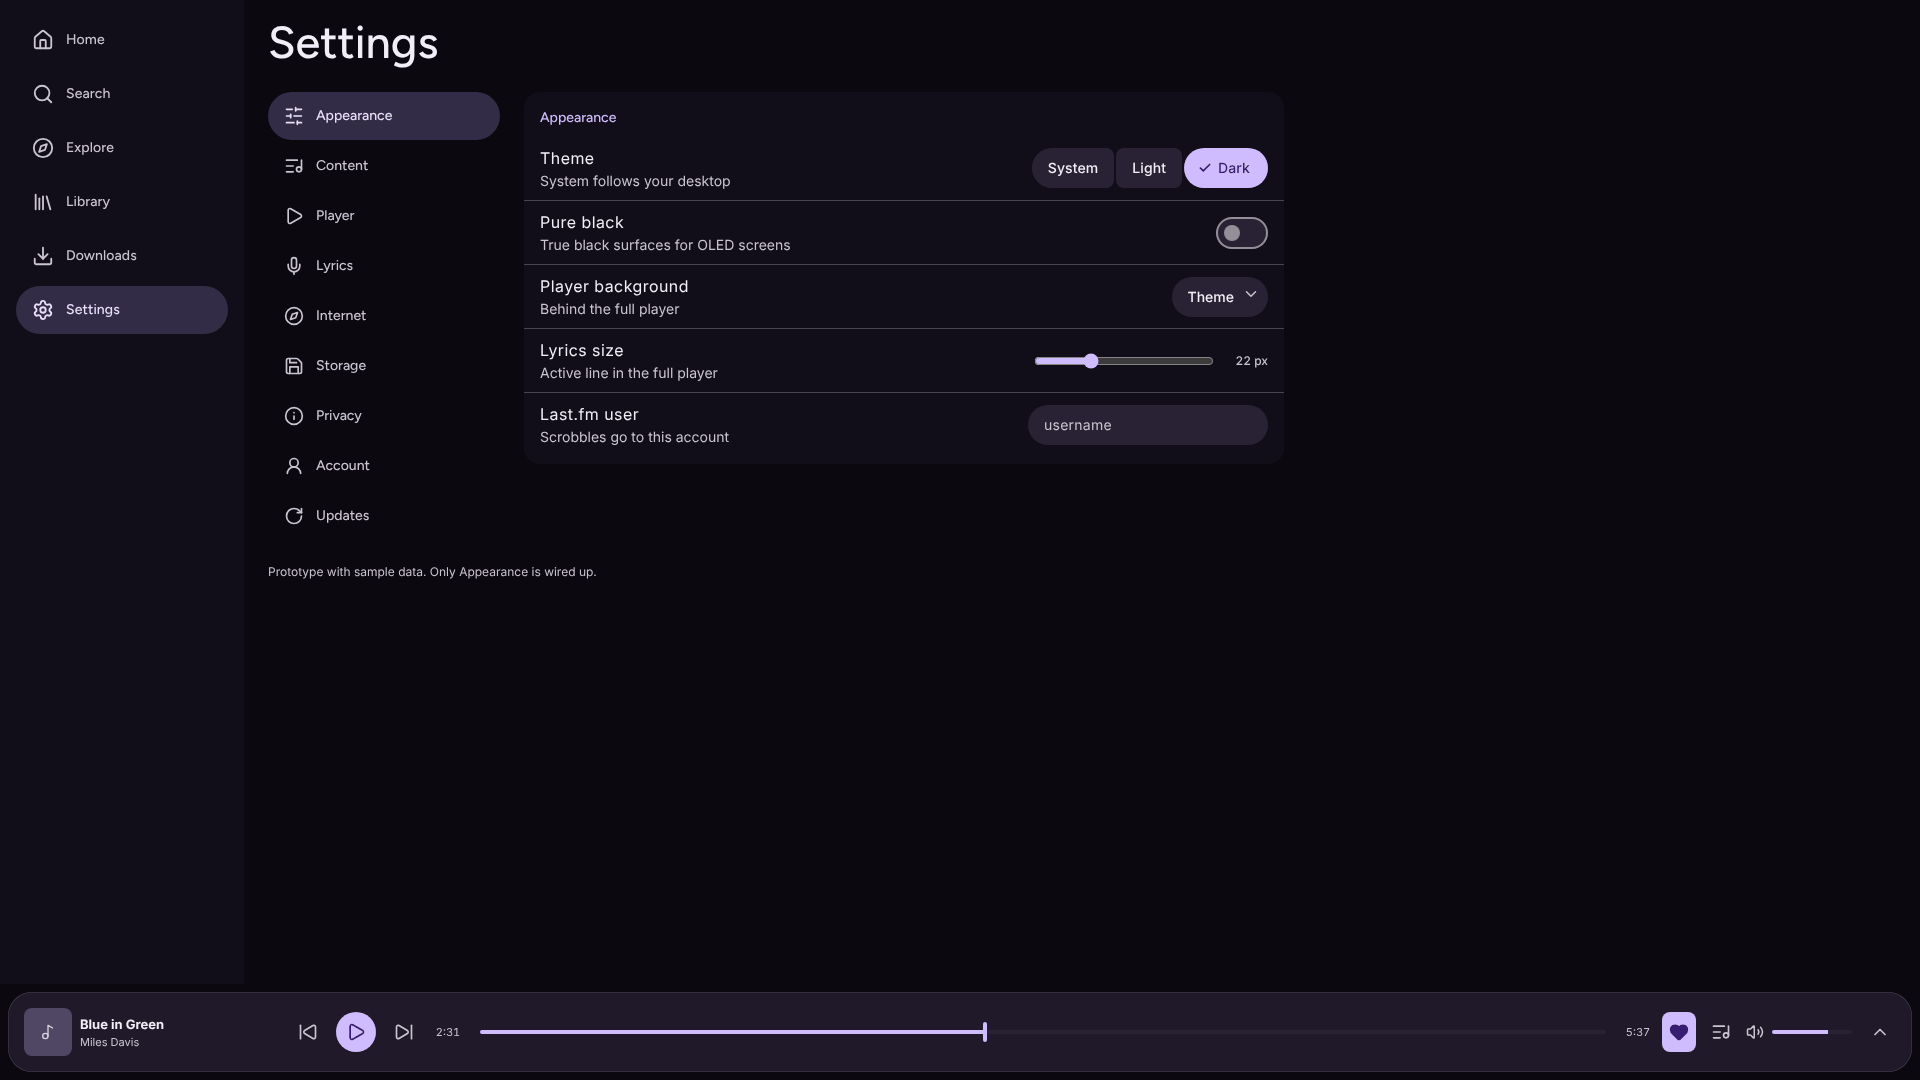 Home
Search
Explore
Library
Downloads
Settings
Settings
Appearance
Content
Player
Lyrics
Internet
Storage
Privacy
Account
Updates
Appearance
Theme
System follows your desktop
System
Light
Dark
Pure black
True black surfaces for OLED screens
Player background
Behind the full player
Theme
Lyrics size
Active line in the full player
22 px
Last.fm user
Scrobbles go to this account
username
Prototype with sample data. Only Appearance is wired up.
Blue in Green
Miles Davis
2:31
5:37